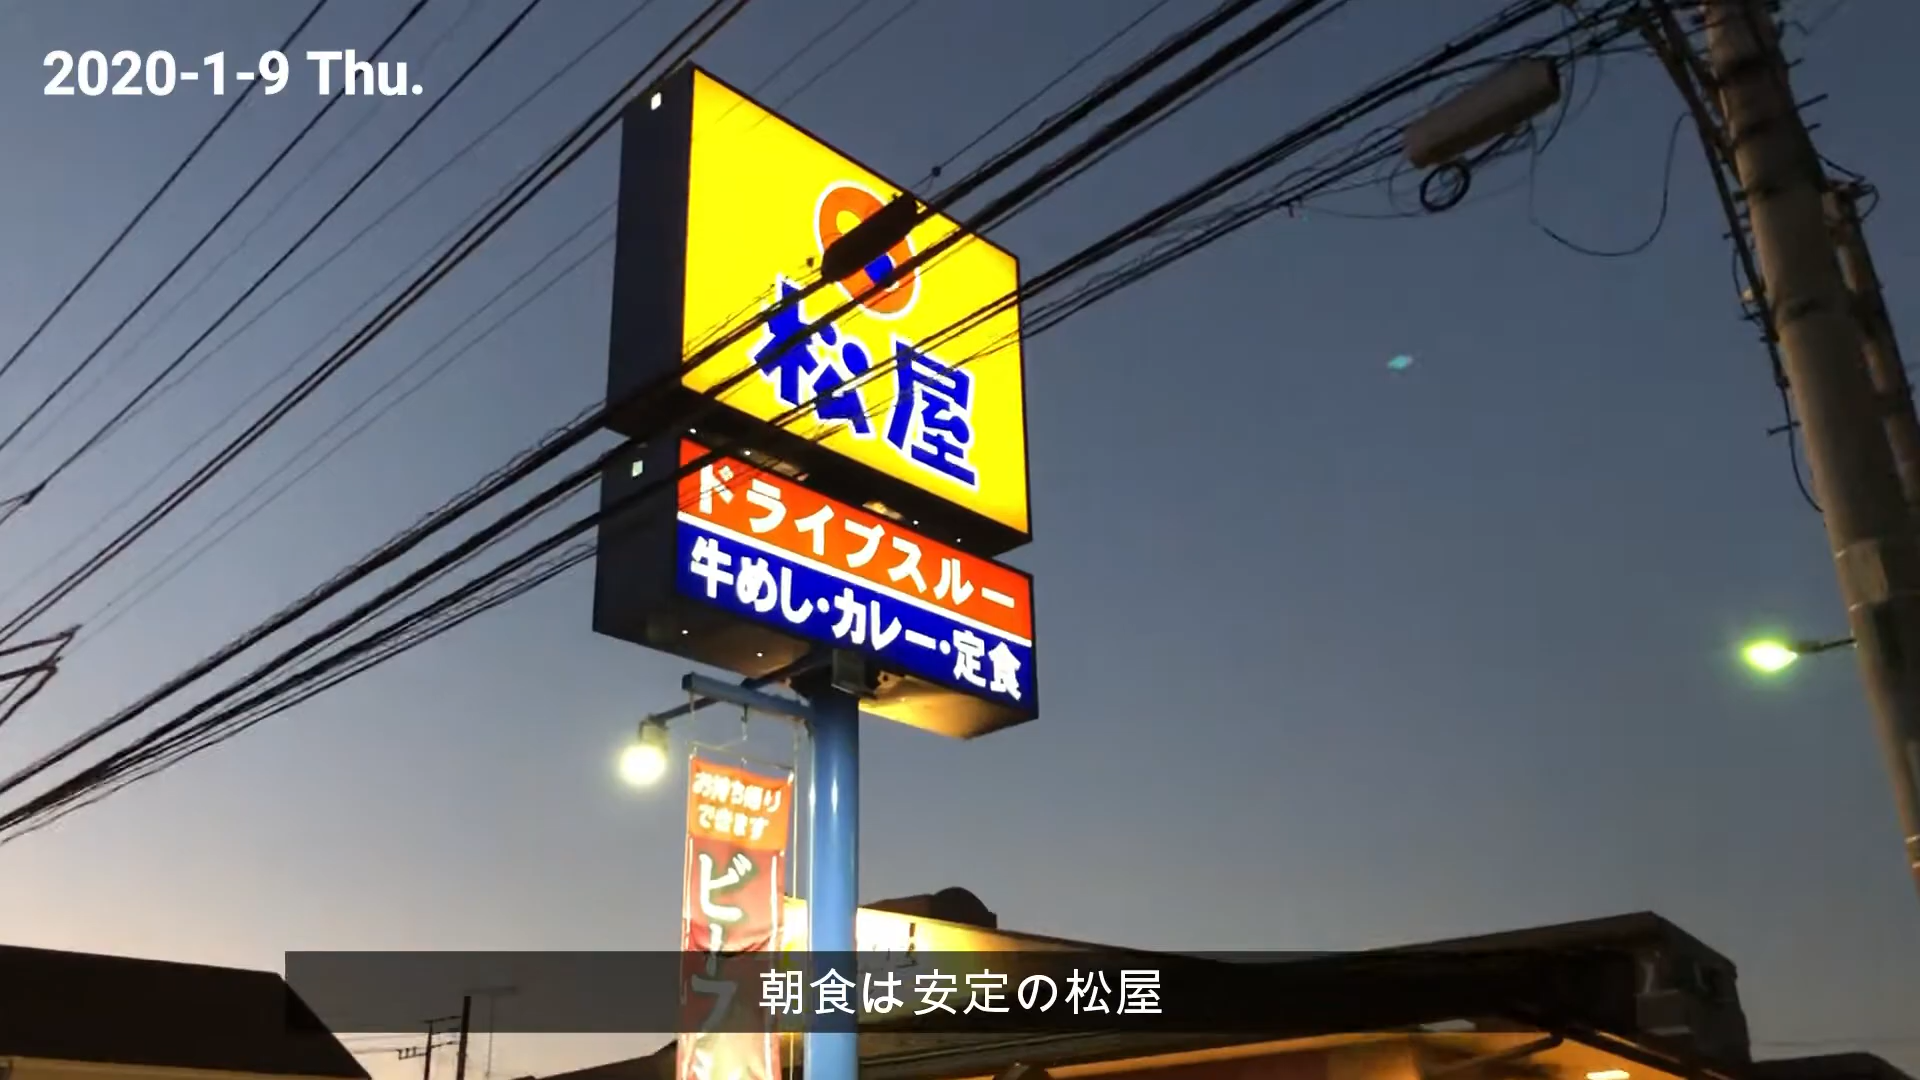 2020-1-9 Thu.
松屋
ドライブスルー
牛めし・カレー・定食
お持ち帰り
できます
ビーフシ
朝食は安定の松屋